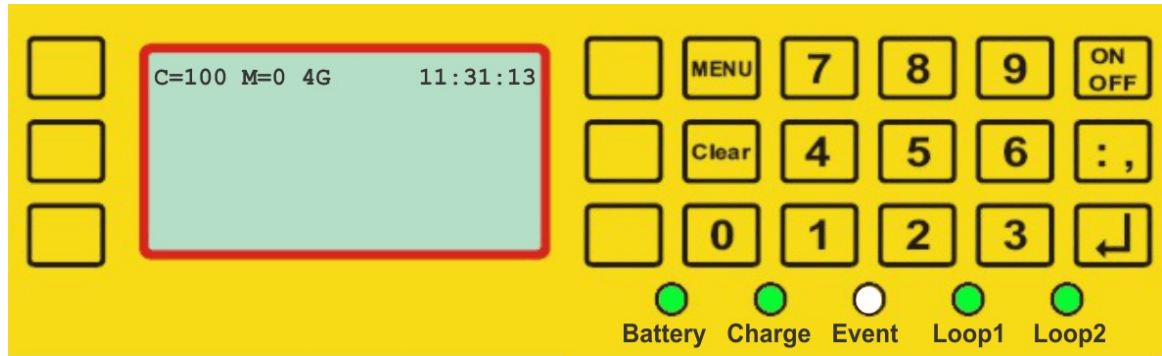 C=100 M=0 4G 11:31:13
MENU 7 8 9 ON OFF
Clear 4 5 6 : ,
0 1 2 3
Battery Charge Event Loop1 Loop2